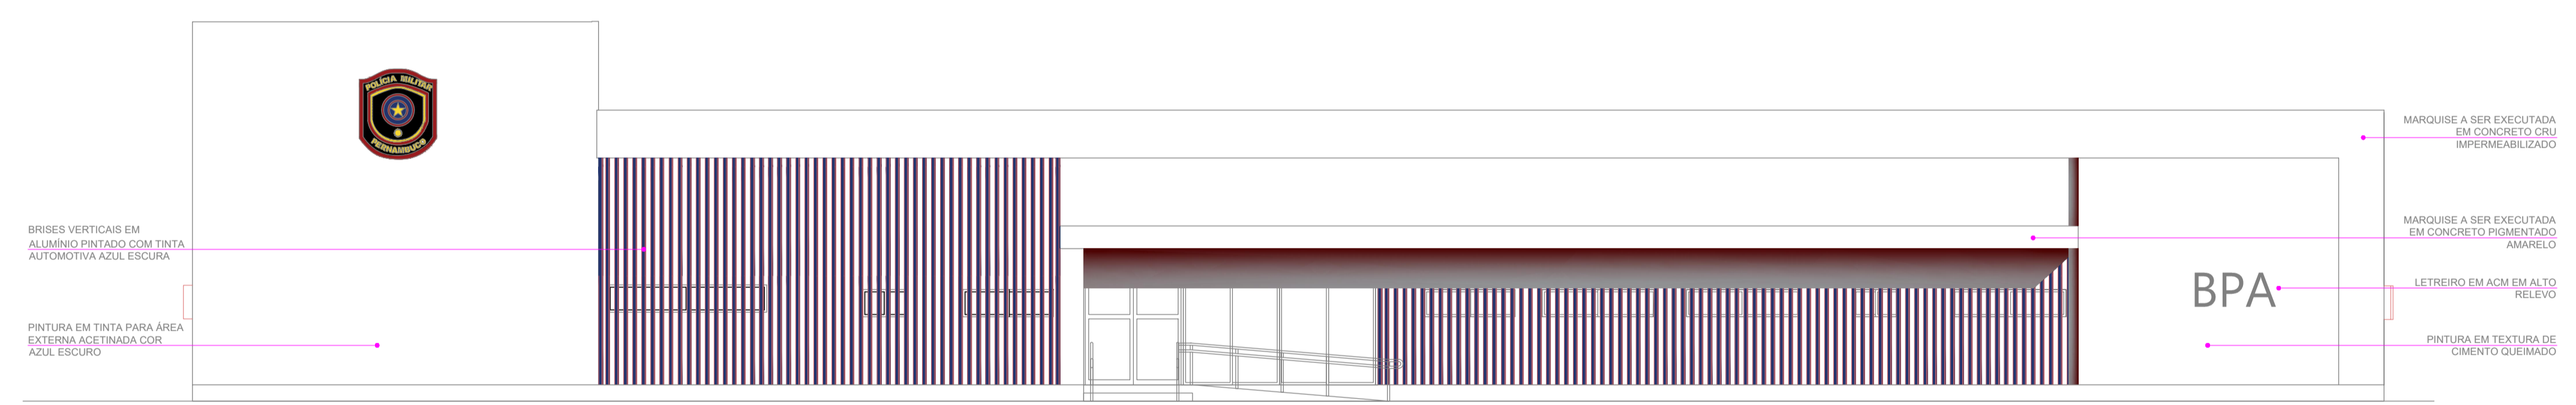 POLÍCIA MILITAR
PERNAMBUCO
BRISES VERTICAIS EM
ALUMÍNIO PINTADO COM TINTA
AUTOMOTIVA AZUL ESCURA
PINTURA EM TINTA PARA ÁREA
EXTERNA ACETINADA COR
AZUL ESCURO
MARQUISE A SER EXECUTADA
EM CONCRETO CRU
IMPERMEABILIZADO
MARQUISE A SER EXECUTADA
EM CONCRETO PIGMENTADO
AMARELO
BPA
LETREIRO EM ACM EM ALTO
RELEVO
PINTURA EM TEXTURA DE
CIMENTO QUEIMADO